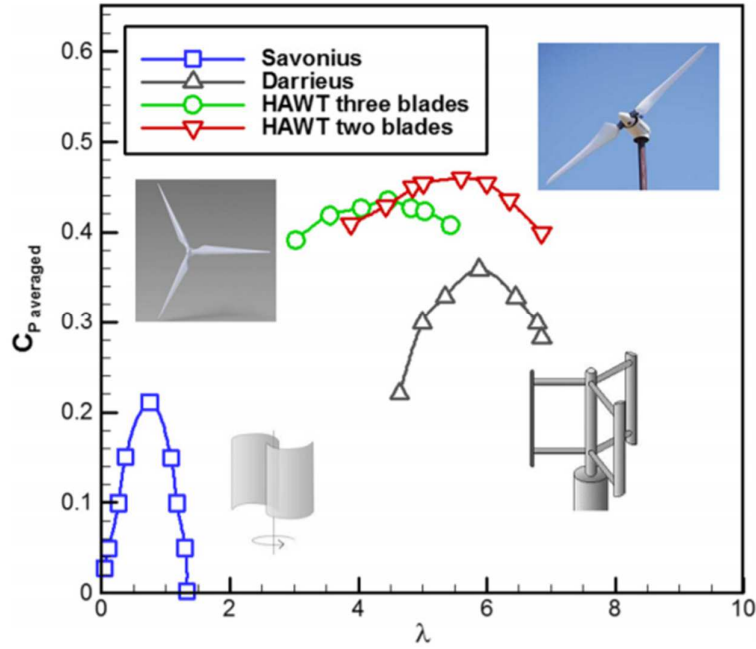 Savonius
Darrieus
HAWT three blades
HAWT two blades
0.6
0.5
0.4
0.3
0.2
0.1
0
C_P averaged
0 2 4 6 8 10
λ